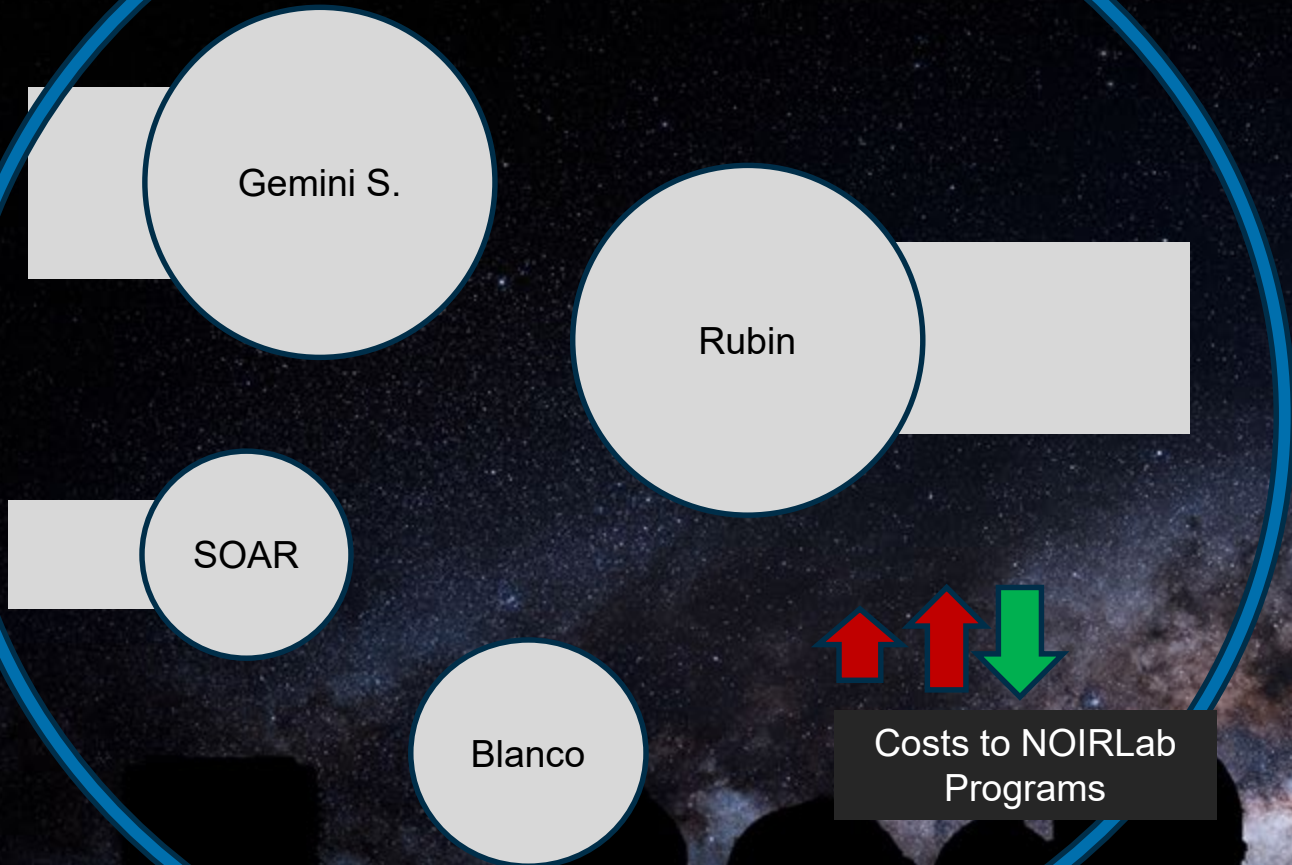 Gemini S.
Rubin
SOAR
Blanco
Costs to NOIRLab
Programs